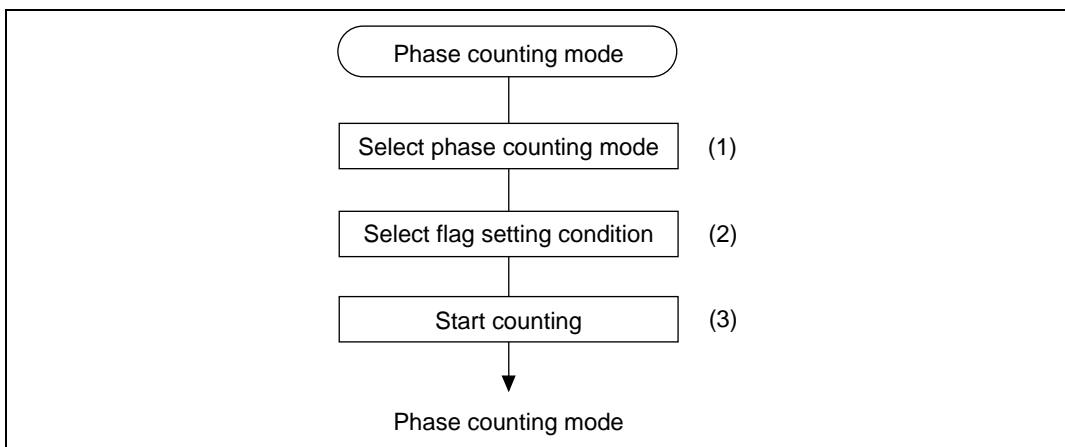 Phase counting mode
Select phase counting mode (1)
Select flag setting condition (2)
Start counting (3)
Phase counting mode